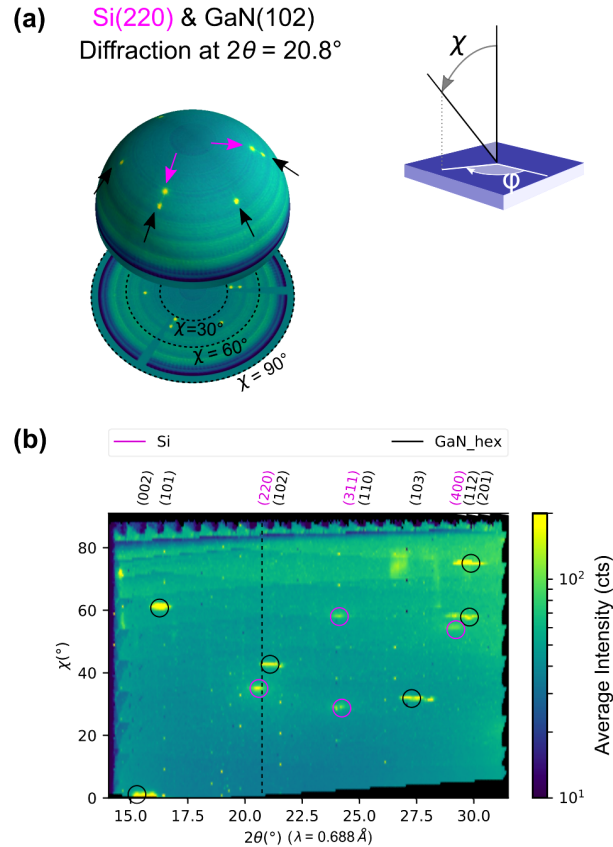 (a)
Si(220) & GaN(102)
Diffraction at 2θ = 20.8°
χ
φ
χ=30°
χ = 60°
χ = 90°
(b)
Si
GaN_hex
(002)
(101)
(220)
(102)
(311)
(110)
(103)
(400)
(112)
(201)
80
60
40
20
0
χ(°)
15.0 17.5 20.0 22.5 25.0 27.5 30.0
2θ(°) (λ = 0.688 Å)
10²
10¹
Average Intensity (cts)